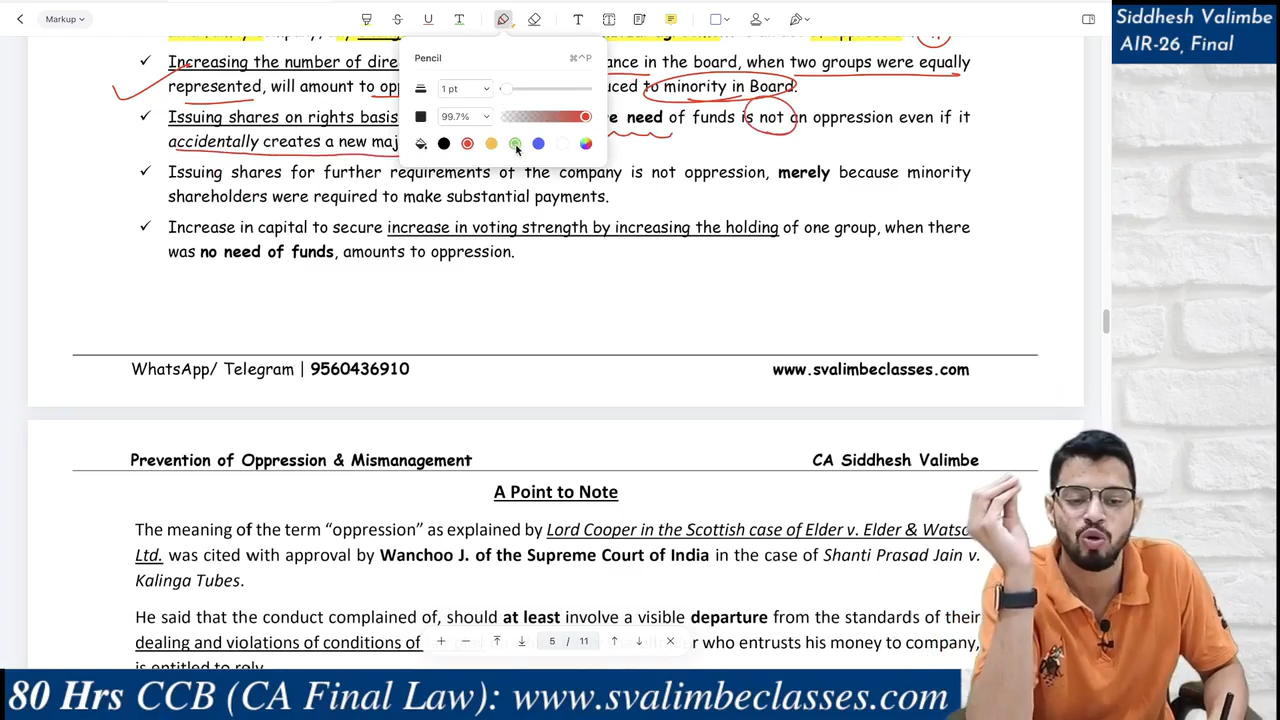 Markup
Siddhesh Valimbe
AIR-26, Final
Pencil
⌘^P
1 pt
99.7%
✓ Increasing the number of dire ance in the board, when two groups were equally
represented, will amount to opp uced to minority in Board.
✓ Issuing shares on rights basis e need of funds is not an oppression even if it
accidentally creates a new maj
✓ Issuing shares for further requirements of the company is not oppression, merely because minority
shareholders were required to make substantial payments.
✓ Increase in capital to secure increase in voting strength by increasing the holding of one group, when there
was no need of funds, amounts to oppression.
WhatsApp/ Telegram | 9560436910
www.svalimbeclasses.com
Prevention of Oppression & Mismanagement
CA Siddhesh Valimbe
A Point to Note
The meaning of the term “oppression” as explained by Lord Cooper in the Scottish case of Elder v. Elder & Watso
Ltd. was cited with approval by Wanchoo J. of the Supreme Court of India in the case of Shanti Prasad Jain v.
Kalinga Tubes.
He said that the conduct complained of, should at least involve a visible departure from the standards of their
dealing and violations of conditions of r who entrusts his money to company,
is entitled to rely
5 / 11
80 Hrs CCB (CA Final Law): www.svalimbeclasses.com